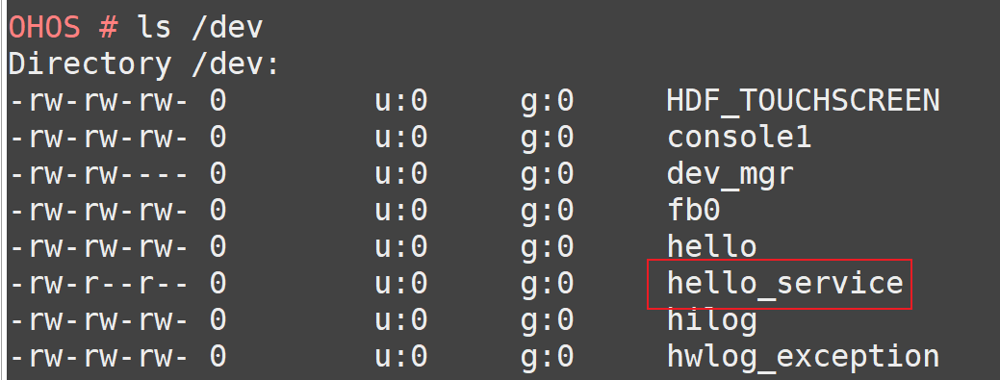 OHOS # ls /dev
Directory /dev:
-rw-rw-rw- 0 u:0 g:0 HDF_TOUCHSCREEN
-rw-rw-rw- 0 u:0 g:0 console1
-rw-rw---- 0 u:0 g:0 dev_mgr
-rw-rw-rw- 0 u:0 g:0 fb0
-rw-rw-rw- 0 u:0 g:0 hello
-rw-r--r-- 0 u:0 g:0 hello_service
-rw-rw-rw- 0 u:0 g:0 hilog
-rw-rw-rw- 0 u:0 g:0 hwlog_exception